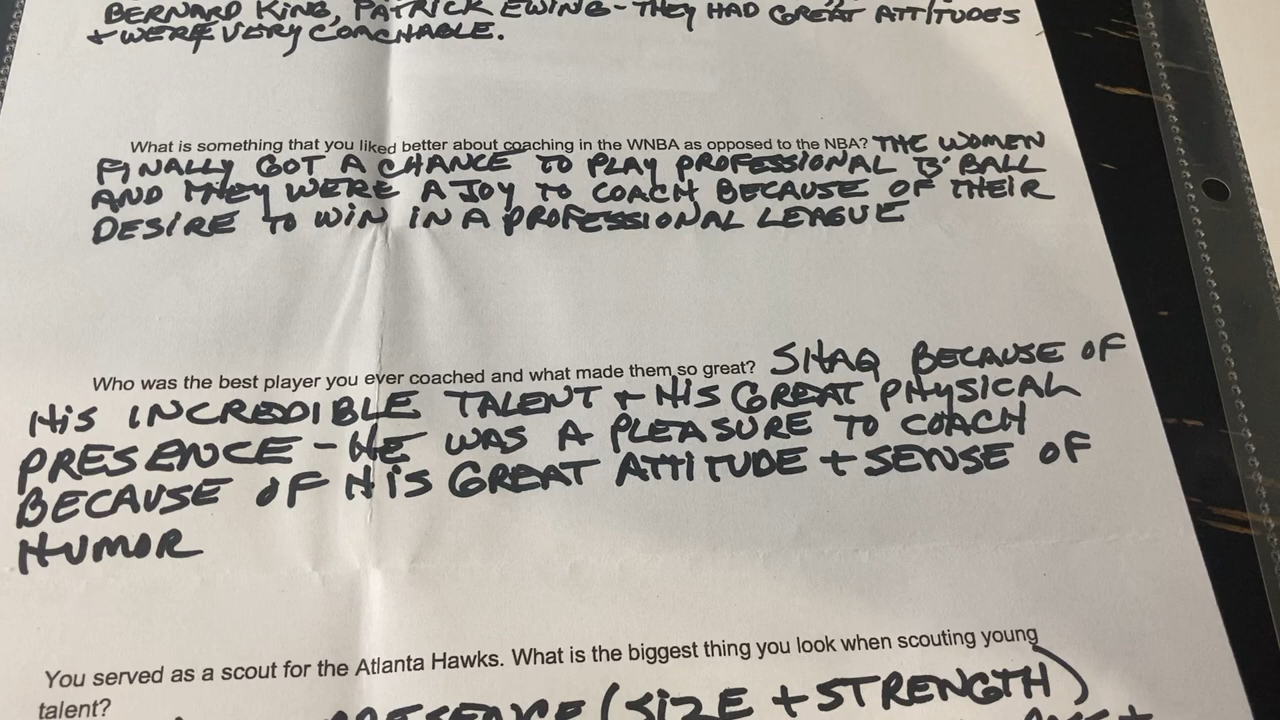 BERNARD KING, PATRICK EWING - THEY HAD GREAT ATTITUDES
+ WERE VERY COACHABLE.
What is something that you liked better about coaching in the WNBA as opposed to the NBA? THE WOMEN
FINALLY GOT A CHANCE TO PLAY PROFESSIONAL B'BALL
AND THEY WERE A JOY TO COACH BECAUSE OF THEIR
DESIRE TO WIN IN A PROFESSIONAL LEAGUE
Who was the best player you ever coached and what made them so great? SHAQ BECAUSE OF
HIS INCREDIBLE TALENT + HIS GREAT PHYSICAL
PRESENCE - HE WAS A PLEASURE TO COACH
BECAUSE OF HIS GREAT ATTITUDE + SENSE OF
HUMOR
You served as a scout for the Atlanta Hawks. What is the biggest thing you look when scouting young
talent? PRESENCE (SIZE + STRENGTH)